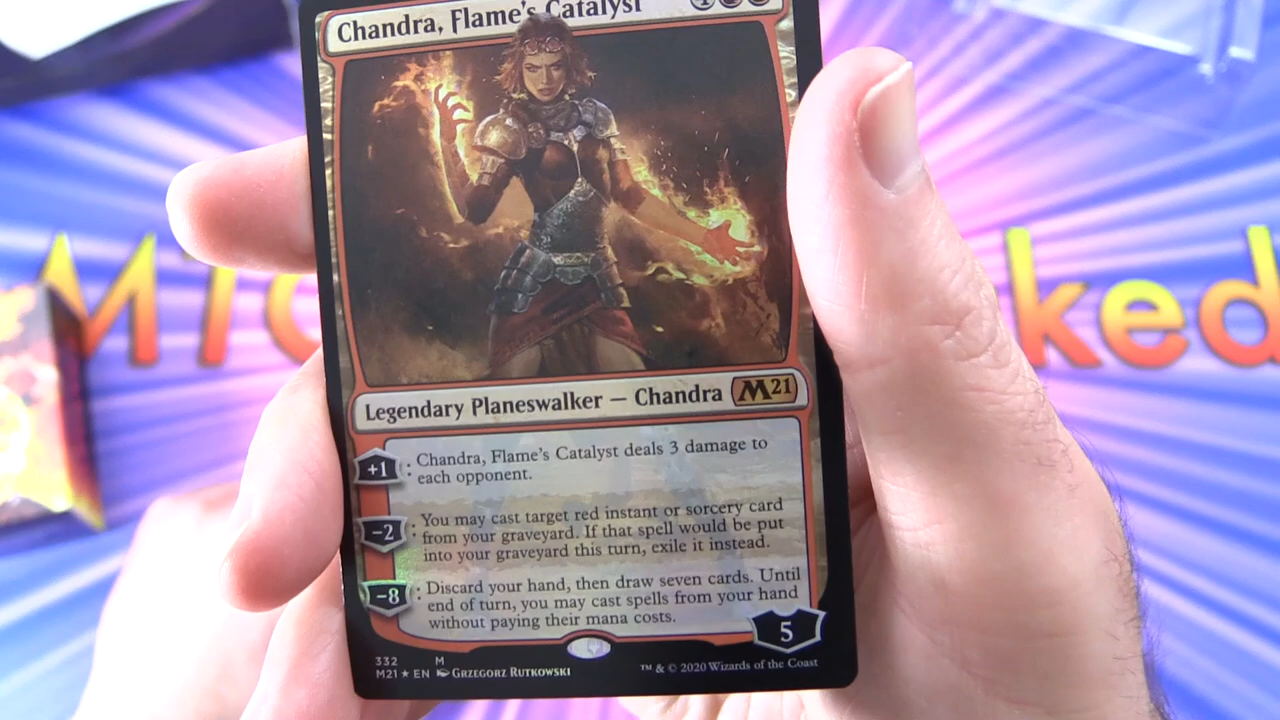 Chandra, Flame's Catalyst 4
MT
ked
Legendary Planeswalker — Chandra M21
+1 : Chandra, Flame's Catalyst deals 3 damage to
each opponent.
−2 : You may cast target red instant or sorcery card
from your graveyard. If that spell would be put
into your graveyard this turn, exile it instead.
−8 : Discard your hand, then draw seven cards. Until
end of turn, you may cast spells from your hand
without paying their mana costs.
5
332 M
M21 ★ EN GRZEGORZ RUTKOWSKI
™ & © 2020 Wizards of the Coast